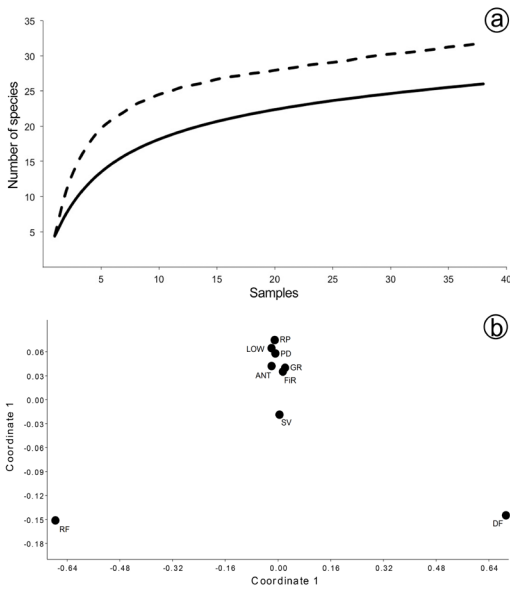 a
35
30
25
20
15
10
5
Number of species
5 10 15 20 25 30 35 40
Samples
b
0.06
0.03
0.00
-0.03
-0.06
-0.09
-0.12
-0.15
-0.18
Coordinate 1
RP
LOW
PD
ANT
GR
FiR
SV
RF
DF
-0.64 -0.48 -0.32 -0.16 0.00 0.16 0.32 0.48 0.64
Coordinate 1